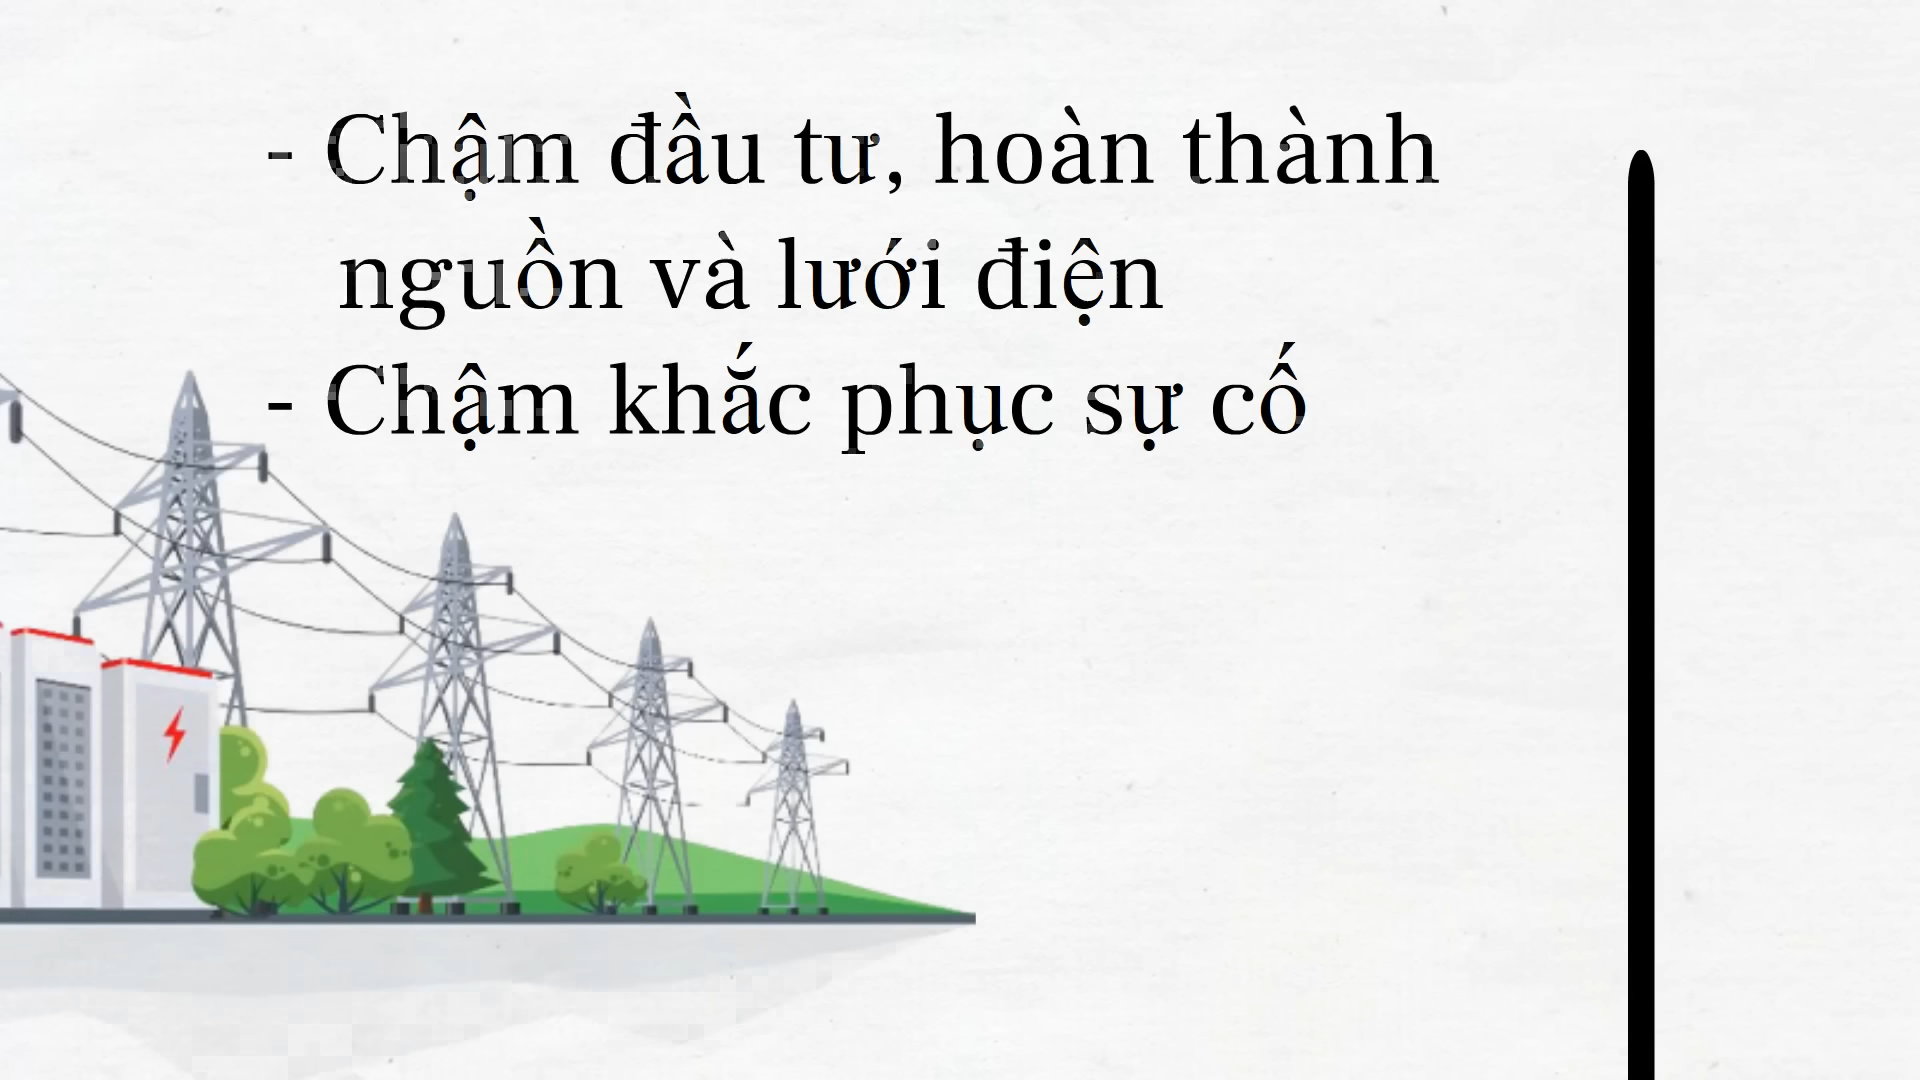 - Chậm đầu tư, hoàn thành
nguồn và lưới điện
- Chậm khắc phục sự cố